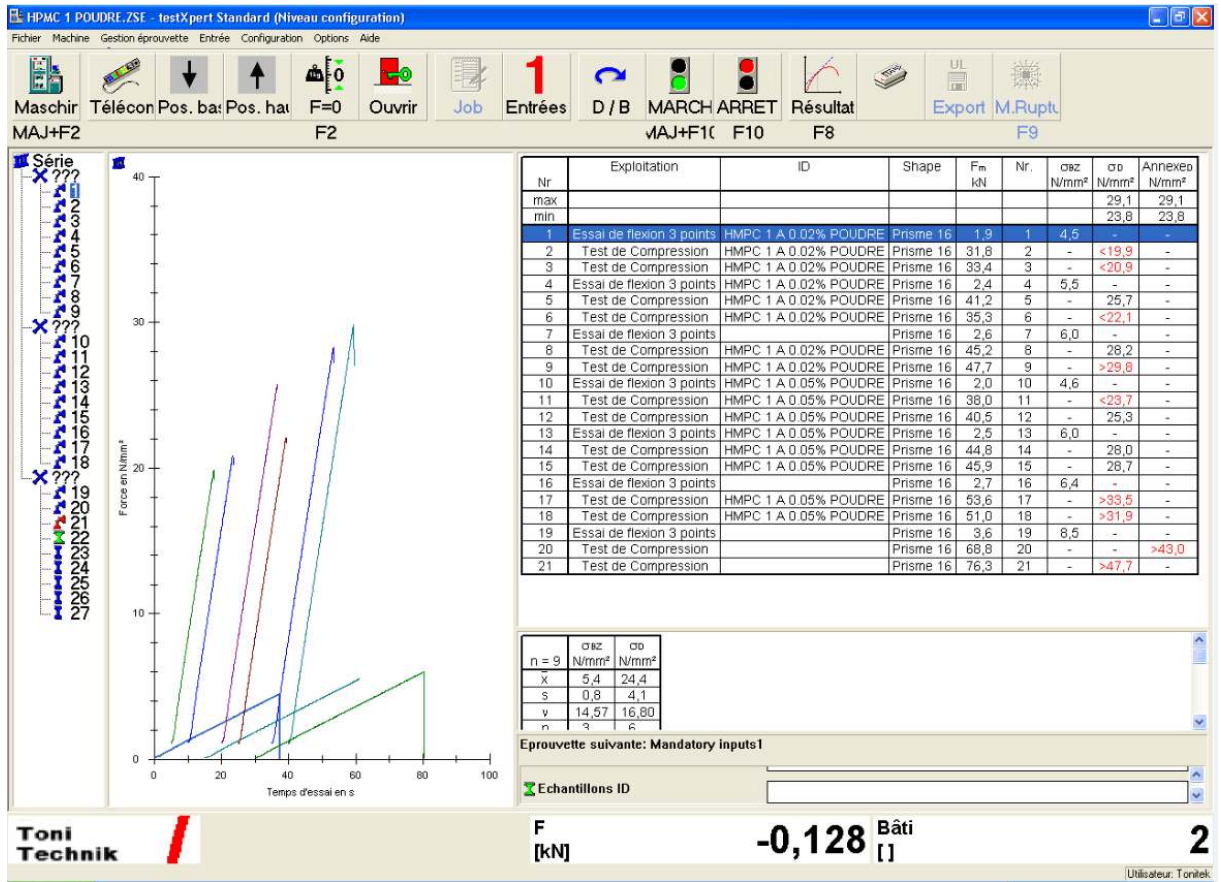 HPMC 1 POUDRE.ZSE - testXpert Standard (Niveau configuration)
Fichier Machine Gestion éprouvette Entrée Configuration Options Aide
Maschir Télécon Pos. bas Pos. hau F=0 Ouvrir Job Entrées D / B MARCH ARRET Résultat Export M.Ruptu
MAJ+F2 F2 MAJ+F10 F10 F8 F9
Série
???
1
2
3
4
5
6
7
8
9
???
10
11
12
13
14
15
16
17
18
???
19
20
21
22
23
24
25
26
27
30
20
10
0
Force en N/mm²
0 20 40 60 80 100
Temps d'essai en s
Nr Exploitation ID Shape Fm kN Nr. σBZ N/mm² σD N/mm² AnnexeD N/mm²
max 29,1 29,1
min 23,8 23,8
1 Essai de flexion 3 points HMPC 1 A 0.02% POUDRE Prisme 16 1,9 1 4,5 - -
2 Test de Compression HMPC 1 A 0.02% POUDRE Prisme 16 31,8 2 - <19,9 -
3 Test de Compression HMPC 1 A 0.02% POUDRE Prisme 16 33,4 3 - <20,9 -
4 Essai de flexion 3 points HMPC 1 A 0.02% POUDRE Prisme 16 2,4 4 5,5 - -
5 Test de Compression HMPC 1 A 0.02% POUDRE Prisme 16 41,2 5 - 25,7 -
6 Test de Compression HMPC 1 A 0.02% POUDRE Prisme 16 35,3 6 - <22,1 -
7 Essai de flexion 3 points Prisme 16 2,6 7 6,0 - -
8 Test de Compression HMPC 1 A 0.02% POUDRE Prisme 16 45,2 8 - 28,2 -
9 Test de Compression HMPC 1 A 0.02% POUDRE Prisme 16 47,7 9 - >29,8 -
10 Essai de flexion 3 points HMPC 1 A 0.05% POUDRE Prisme 16 2,0 10 4,6 - -
11 Test de Compression HMPC 1 A 0.05% POUDRE Prisme 16 38,0 11 - <23,7 -
12 Test de Compression HMPC 1 A 0.05% POUDRE Prisme 16 40,5 12 - 25,3 -
13 Essai de flexion 3 points HMPC 1 A 0.05% POUDRE Prisme 16 2,5 13 6,0 - -
14 Test de Compression HMPC 1 A 0.05% POUDRE Prisme 16 44,8 14 - 28,0 -
15 Test de Compression HMPC 1 A 0.05% POUDRE Prisme 16 45,9 15 - 28,7 -
16 Essai de flexion 3 points Prisme 16 2,7 16 6,4 - -
17 Test de Compression HMPC 1 A 0.05% POUDRE Prisme 16 53,6 17 - >33,5 -
18 Test de Compression HMPC 1 A 0.05% POUDRE Prisme 16 51,0 18 - >31,9 -
19 Essai de flexion 3 points Prisme 16 3,6 19 8,5 - -
20 Test de Compression Prisme 16 68,8 20 - - >43,0
21 Test de Compression Prisme 16 76,3 21 - >47,7 -
n = 9 σBZ N/mm² σD N/mm²
x̄ 5,4 24,4
s 0,8 4,1
ν 14,57 16,80
n 3 6
Eprouvette suivante: Mandatory inputs1
Echantillons ID
Toni Technik
F [kN] -0,128 Bâti [ ] 2
Utilisateur: Tonitek